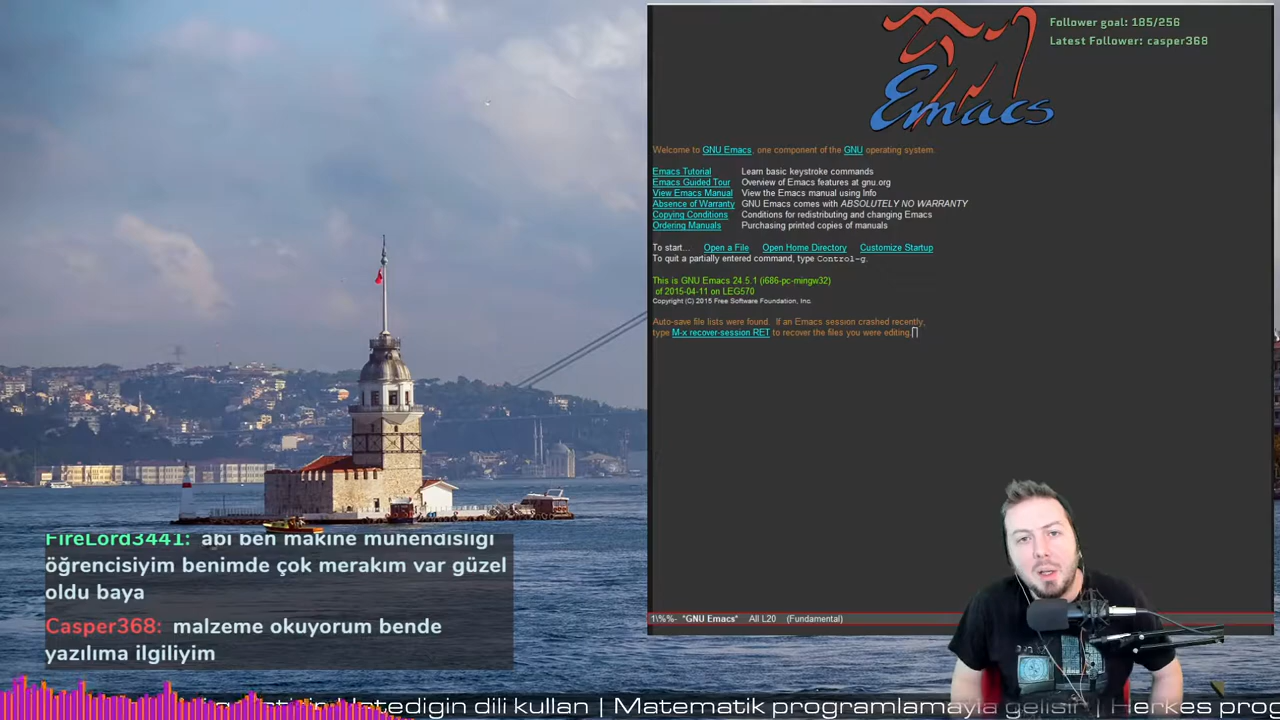 Follower goal: 185/256
Latest Follower: casper368
Emacs
Welcome to GNU Emacs, one component of the GNU operating system.
Emacs Tutorial Learn basic keystroke commands
Emacs Guided Tour Overview of Emacs features at gnu.org
View Emacs Manual View the Emacs manual using Info
Absence of Warranty GNU Emacs comes with ABSOLUTELY NO WARRANTY
Copying Conditions Conditions for redistributing and changing Emacs
Ordering Manuals Purchasing printed copies of manuals
To start... Open a File Open Home Directory Customize Startup
To quit a partially entered command, type Control-g.
This is GNU Emacs 24.5.1 (i686-pc-mingw32)
of 2015-04-11 on LEG570
Copyright (C) 2015 Free Software Foundation, Inc.
Auto-save file lists were found. If an Emacs session crashed recently,
type M-x recover-session RET to recover the files you were editing.
1\%%- *GNU Emacs* All L20 (Fundamental)
FireLord3441: abi ben makine mühendisliği
öğrencisiyim benimde çok merakım var güzel
oldu baya
Casper368: malzeme okuyorum bende
yazılıma ilgiliyim
dili kullan | Matematik programlamayla gelisir | Herkes prog